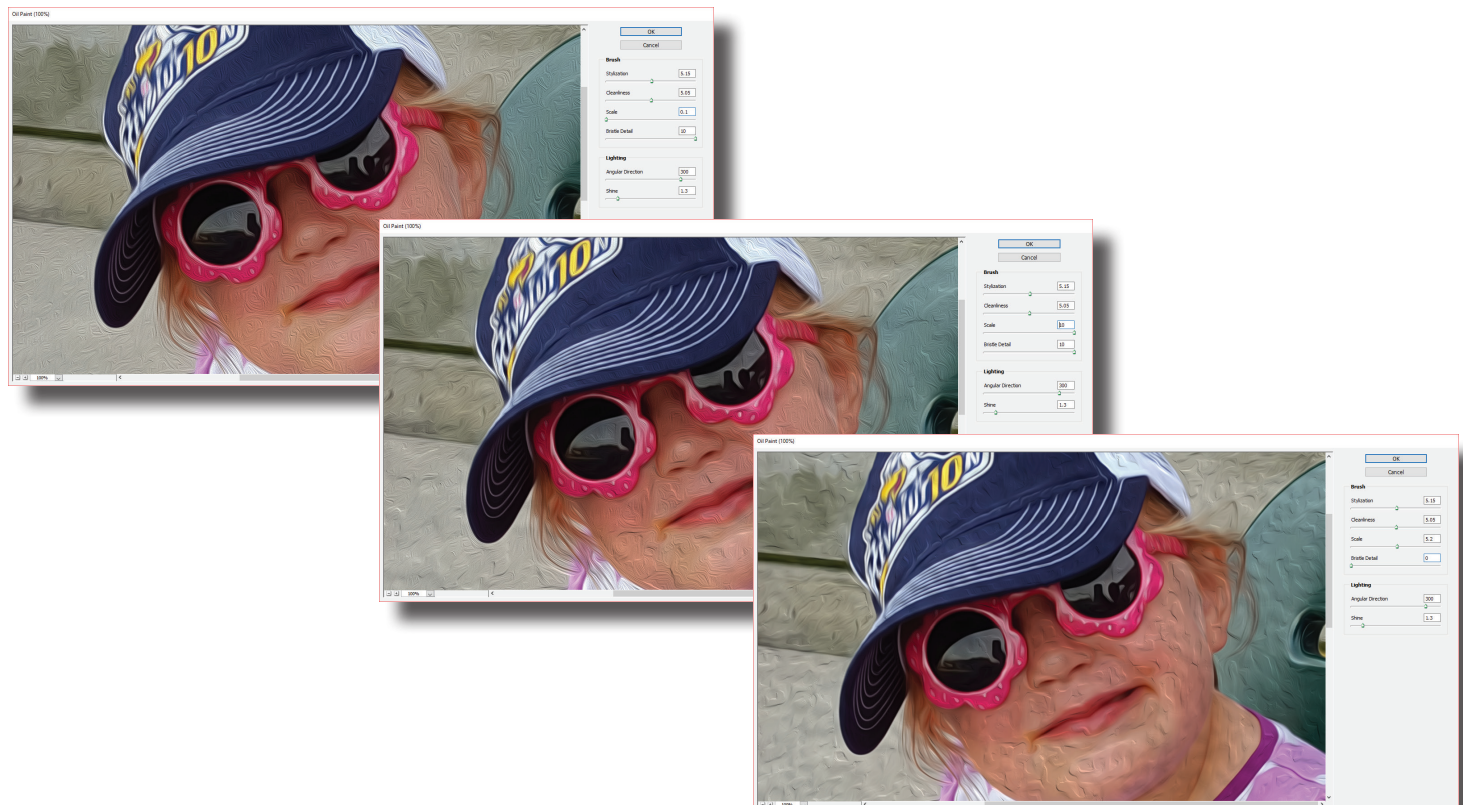 Oil Paint (100%)
OK
Cancel
Brush
Stylization 5.15
Cleanliness 5.05
Scale 0.1
Bristle Detail 10
Lighting
Angular Direction 300
Shine 1.3
10
100%
Oil Paint (100%)
OK
Cancel
Brush
Stylization 5.15
Cleanliness 5.05
Scale 10
Bristle Detail 10
Lighting
Angular Direction 300
Shine 1.3
10
100%
Oil Paint (100%)
OK
Cancel
Brush
Stylization 5.15
Cleanliness 5.05
Scale 5.2
Bristle Detail 0
Lighting
Angular Direction 300
Shine 1.3
10
100%